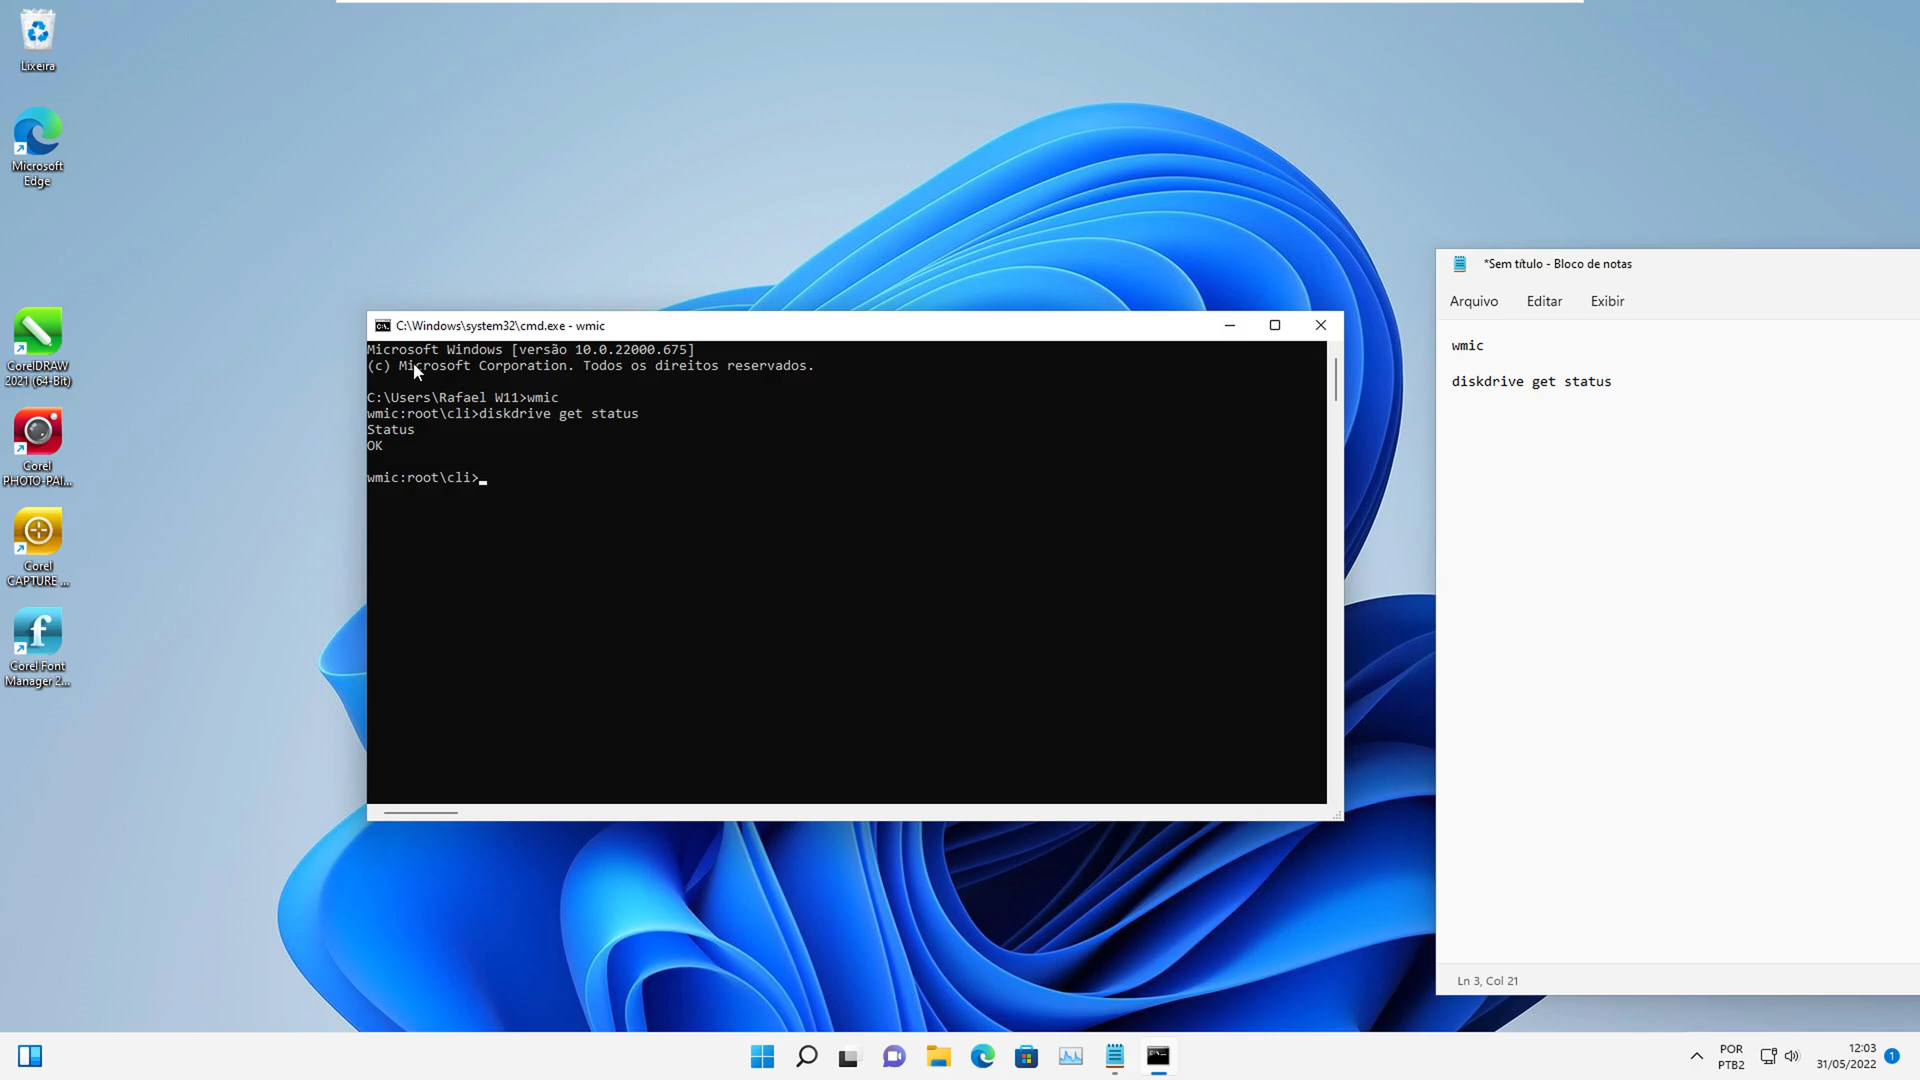 Lixeira
Microsoft
Edge
CorelDRAW
2021 (64-Bit)
Corel
PHOTO-PAI...
Corel
CAPTURE ...
Corel Font
Manager 2...
C:\Windows\system32\cmd.exe - wmic
Microsoft Windows [versão 10.0.22000.675]
(c) Microsoft Corporation. Todos os direitos reservados.
C:\Users\Rafael W11>wmic
wmic:root\cli>diskdrive get status
Status
OK
wmic:root\cli>
*Sem título - Bloco de notas
Arquivo Editar Exibir
wmic
diskdrive get status
Ln 3, Col 21
POR
PTB2
12:03
31/05/2022
1